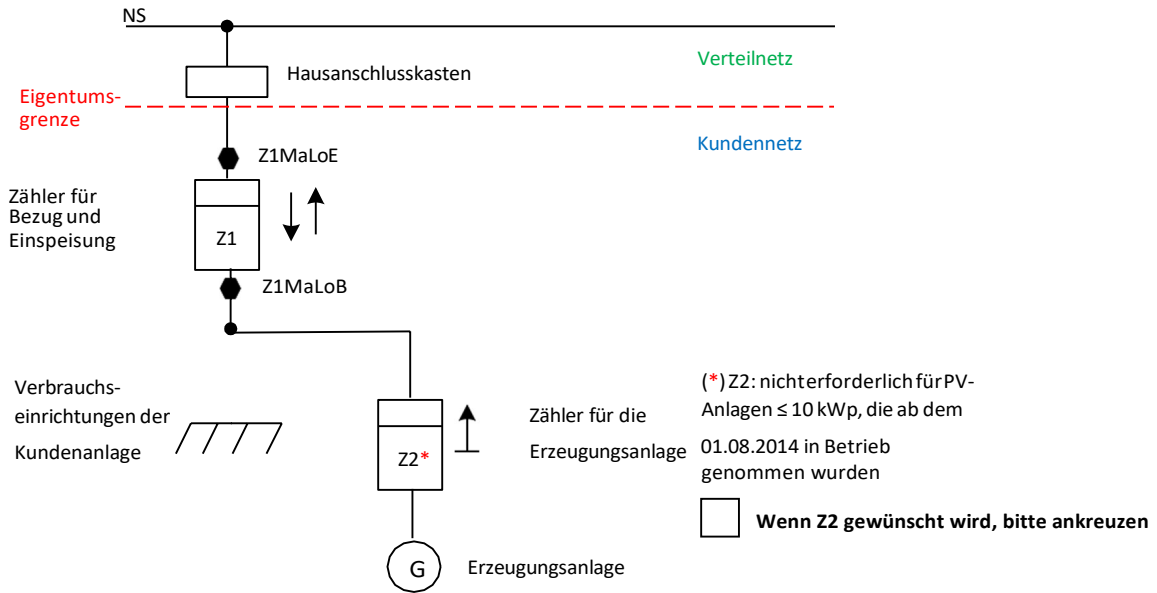 NS
Verteilnetz
Hausanschlusskasten
Eigentums-
grenze
Kundennetz
Z1MaLoE
Zähler für
Bezug und
Einspeisung
Z1
Z1MaLoB
Verbrauchs-
einrichtungen der
Kundenanlage
Z2*
Zähler für die
Erzeugungsanlage
(*) Z2: nicht erforderlich für PV-
Anlagen ≤ 10 kWp, die ab dem
01.08.2014 in Betrieb
genommen wurden
Wenn Z2 gewünscht wird, bitte ankreuzen
G
Erzeugungsanlage